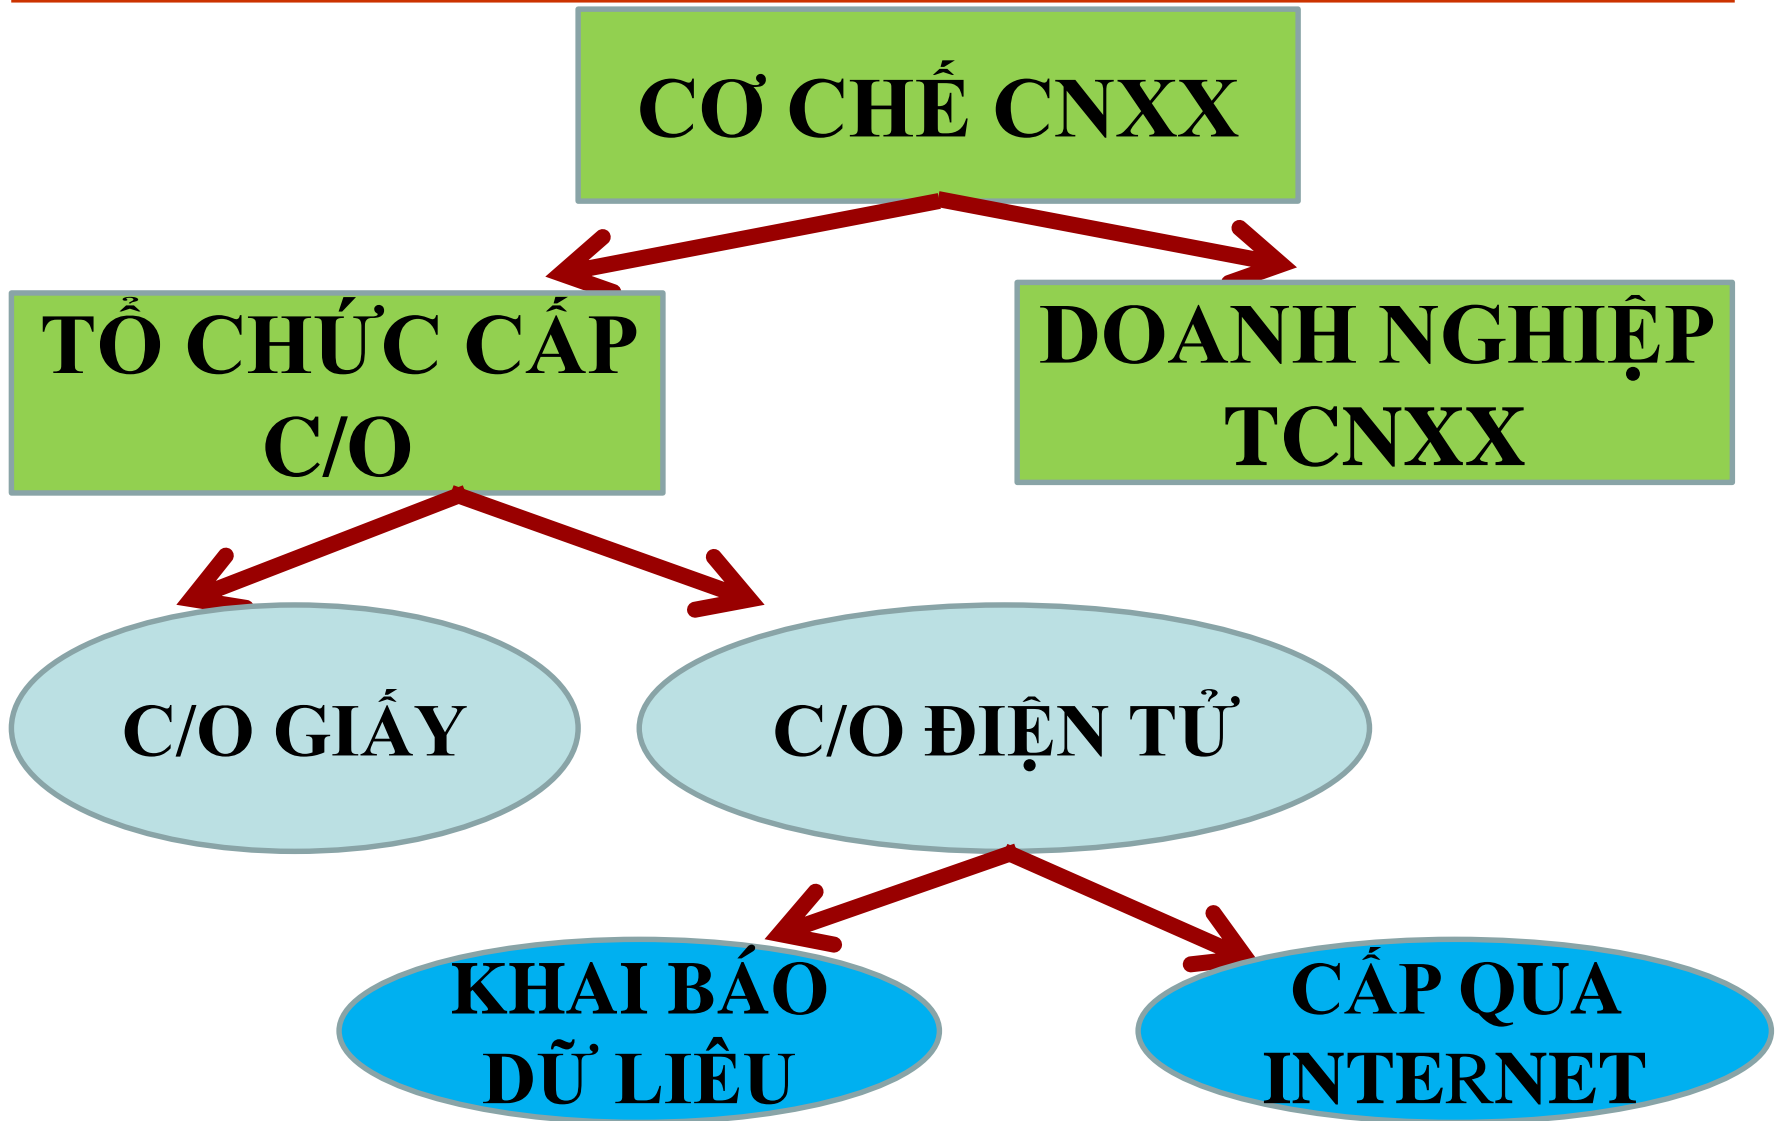 CƠ CHẾ CNXX
TỔ CHỨC CẤP
C/O
DOANH NGHIỆP
TCNXX
C/O GIẤY
C/O ĐIỆN TỬ
KHAI BÁO
DỮ LIÊU
CẤP QUA
INTERNET